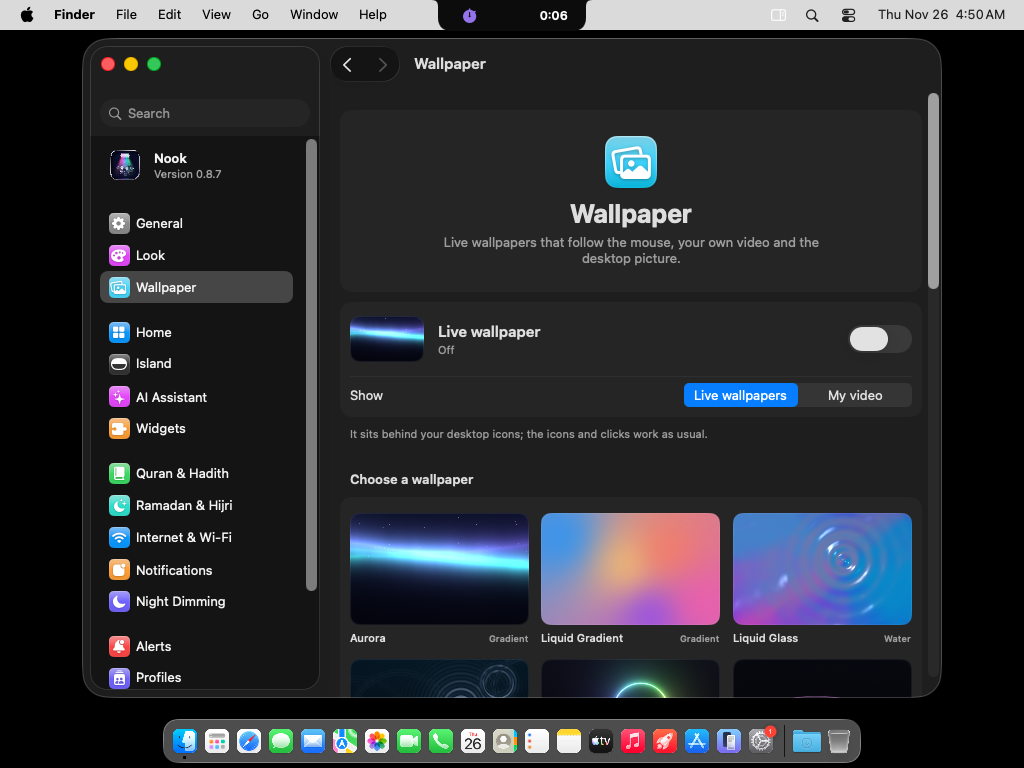 Finder File Edit View Go Window Help 0:06 Thu Nov 26 4:50 AM
Search
Nook
Version 0.8.7
General
Look
Wallpaper
Home
Island
AI Assistant
Widgets
Quran & Hadith
Ramadan & Hijri
Internet & Wi-Fi
Notifications
Night Dimming
Alerts
Profiles
Wallpaper
Wallpaper
Live wallpapers that follow the mouse, your own video and the
desktop picture.
Live wallpaper
Off
Show Live wallpapers My video
It sits behind your desktop icons; the icons and clicks work as usual.
Choose a wallpaper
Aurora Gradient Liquid Gradient Gradient Liquid Glass Water
Thu
26
tv
1